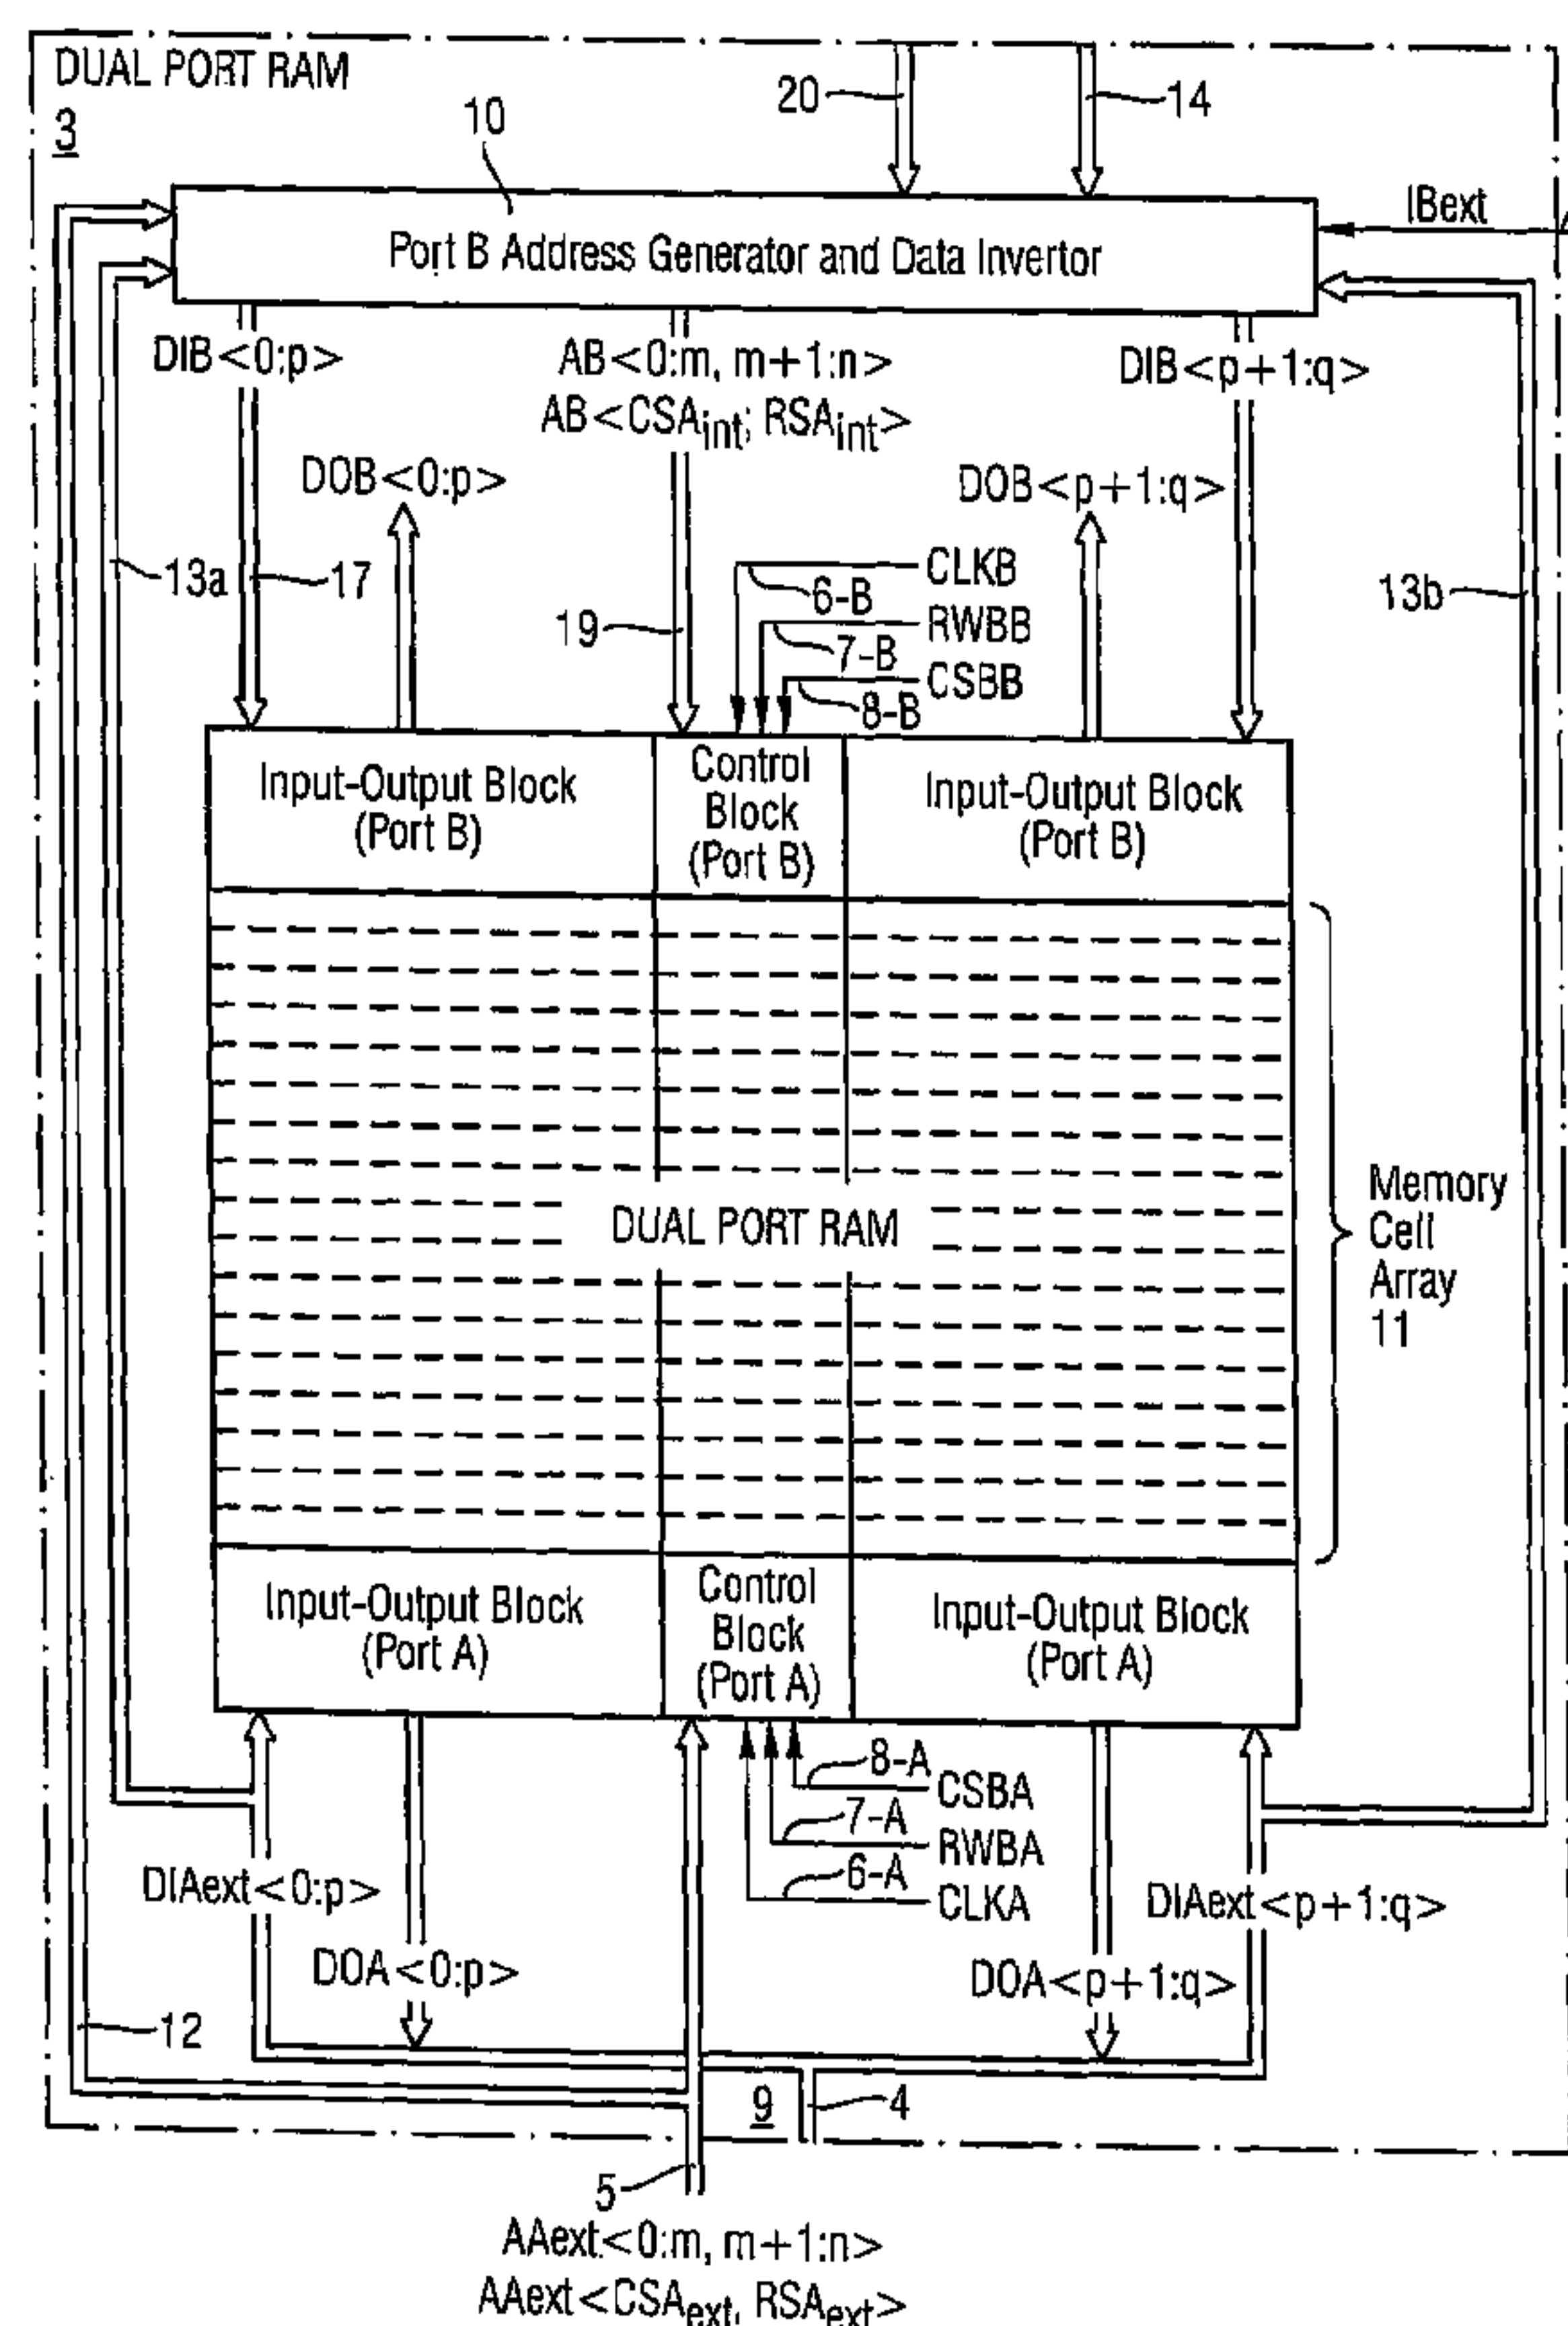 DUAL PORT RAM
3
10
20
14
IBext
Port B Address Generator and Data Invertor
DIB<0:p>
AB<0:m, m+1:n>
AB<CSAint; RSAint>
DIB<p+1:q>
DOB<0:p>
DOB<p+1:q>
13a
17
19
CLKB
6-B
RWBB
7-B
CSBB
8-B
13b
Input-Output Block
(Port B)
Control
Block
(Port B)
Input-Output Block
(Port B)
DUAL PORT RAM
Memory
Cell
Array
11
Input-Output Block
(Port A)
Control
Block
(Port A)
Input-Output Block
(Port A)
8-A
CSBA
7-A
RWBA
6-A
CLKA
DIAext<0:p>
DIAext<p+1:q>
DOA<0:p>
DOA<p+1:q>
12
9
4
5
AAext<0:m, m+1:n>
AAext<CSAext, RSAext>